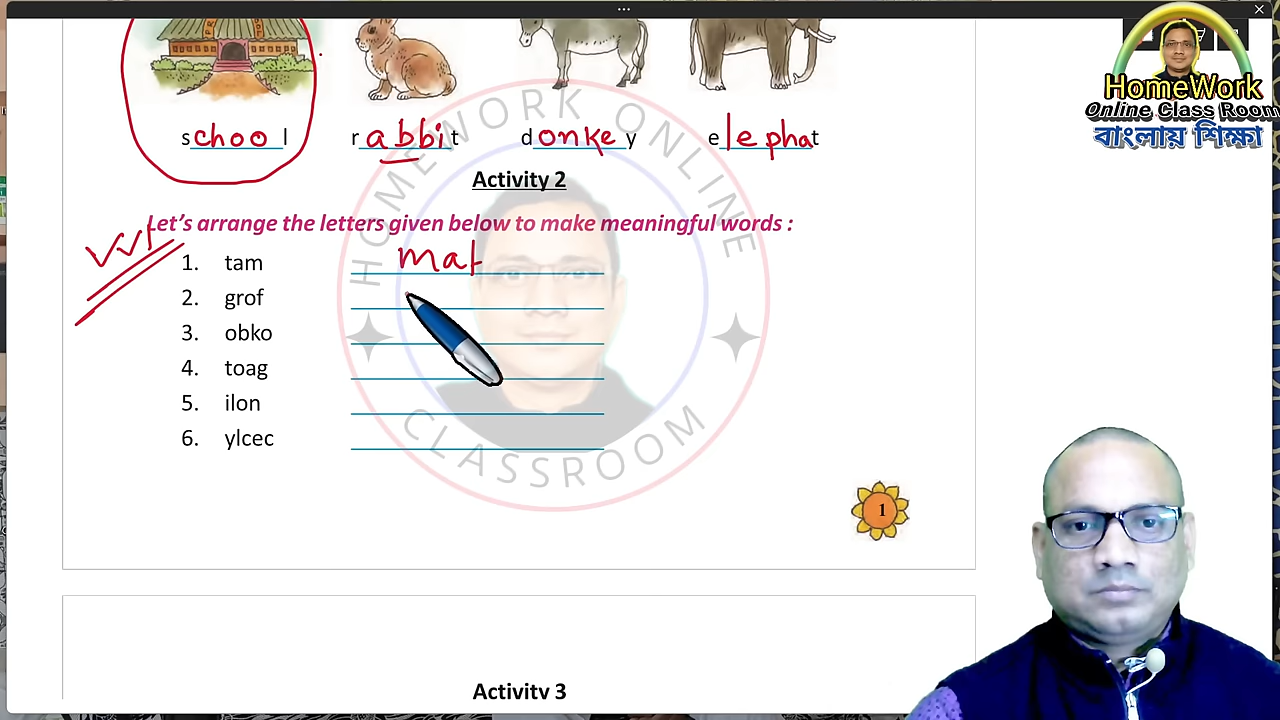 ...
HomeWork
Online Class Room
বাংলায় শিক্ষা
school rabbit donkey elephat
Activity 2
Let's arrange the letters given below to make meaningful words :
1. tam mat
2. grof
3. obko
4. toag
5. ilon
6. ylcec
HOMEWORK ONLINE
CLASSROOM
1
Activity 3